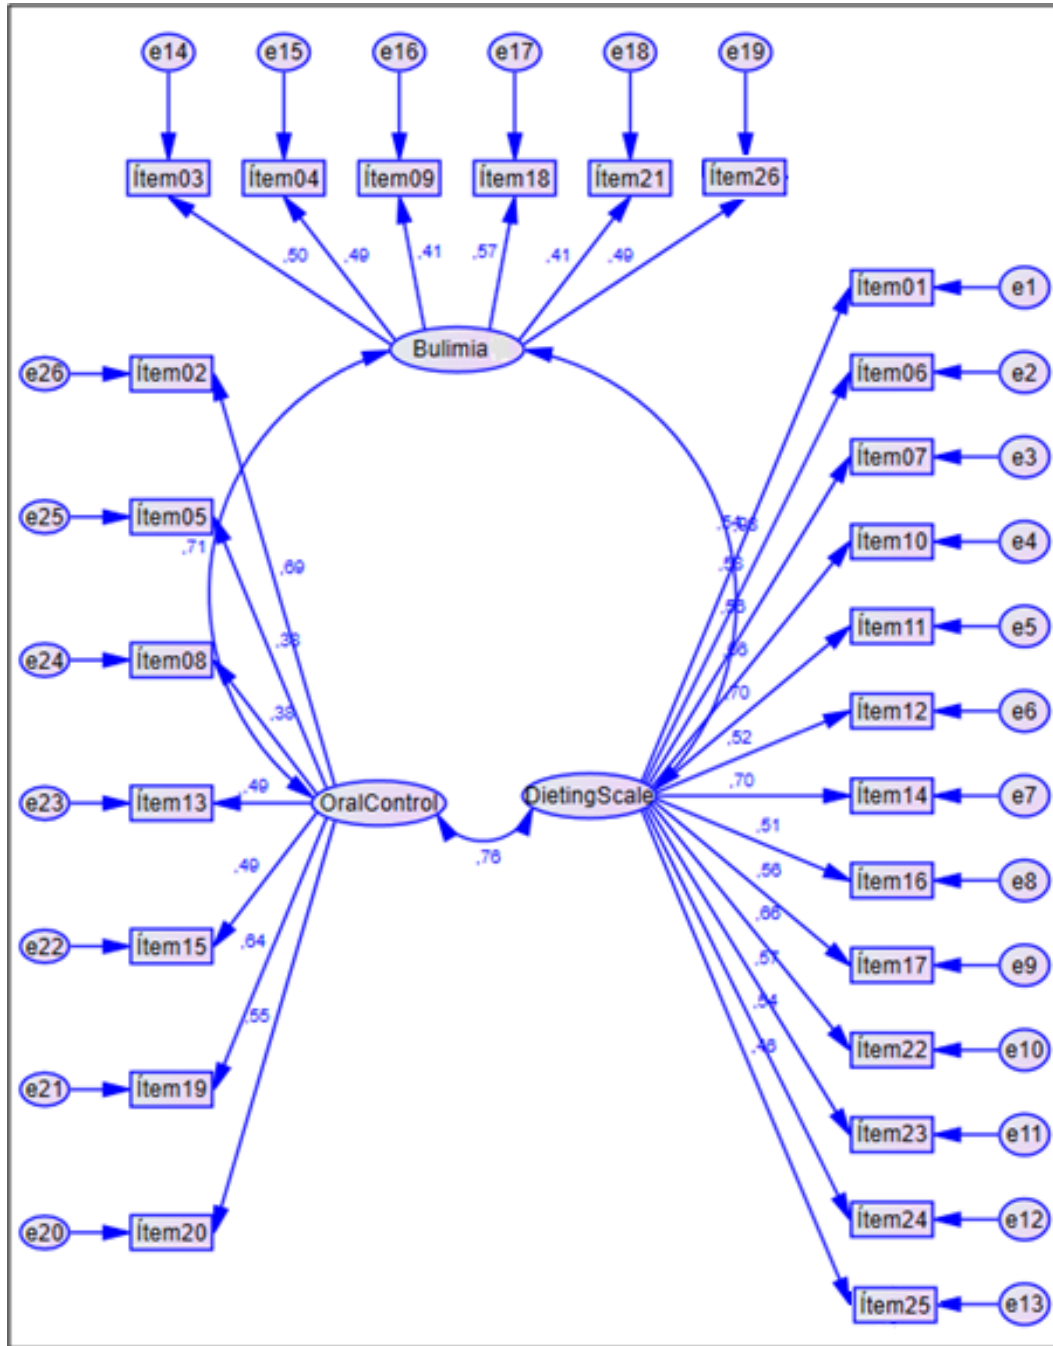 e14 e15 e16 e17 e18 e19
Ítem03 Ítem04 Ítem09 Ítem18 Ítem21 Ítem26
,50 ,49 ,41 ,57 ,41 ,49
Bulimia
Ítem01 e1
e26 Ítem02
Ítem06 e2
Ítem07 e3
e25 Ítem05
Ítem10 e4
,71
,69
Ítem11 e5
,38
e24 Ítem08
,70
Ítem12 e6
,38
,52
,70
,49
e23 Ítem13
OralControl
DietingScale
Ítem14 e7
,76
,51
,49
,56
Ítem16 e8
,66
e22 Ítem15
,64
,57
Ítem17 e9
,54
,55
Ítem22 e10
e21 Ítem19
Ítem23 e11
Ítem24 e12
e20 Ítem20
Ítem25 e13